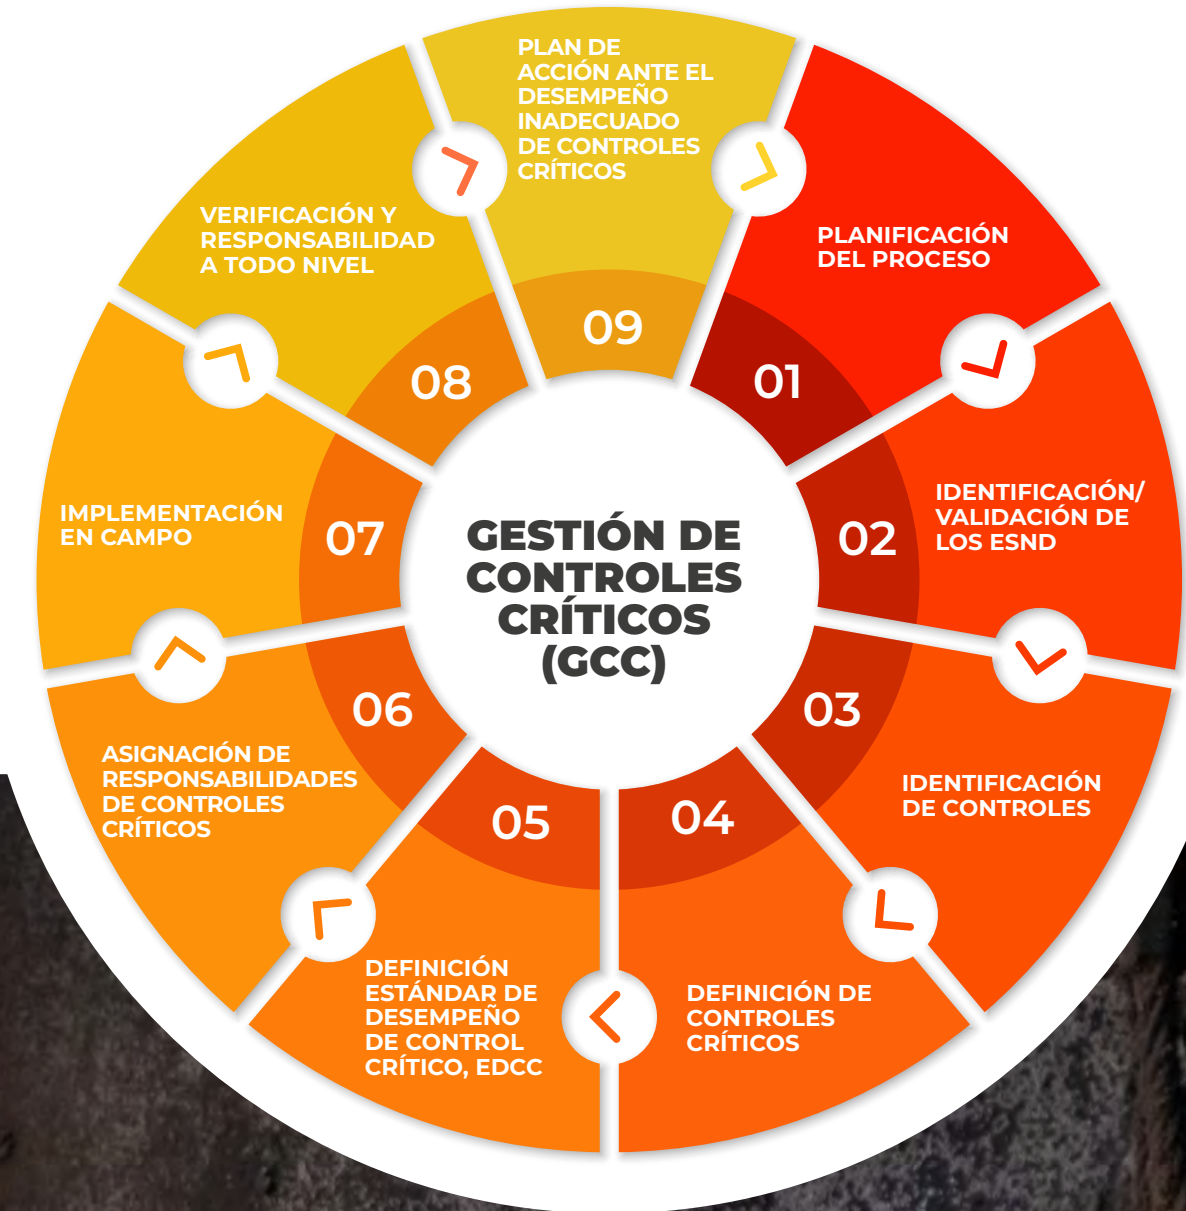 GESTIÓN DE
CONTROLES
CRÍTICOS
(GCC)
01
PLANIFICACIÓN
DEL PROCESO
02
IDENTIFICACIÓN/
VALIDACIÓN DE
LOS ESND
03
IDENTIFICACIÓN
DE CONTROLES
04
DEFINICIÓN DE
CONTROLES
CRÍTICOS
05
DEFINICIÓN
ESTÁNDAR DE
DESEMPEÑO
DE CONTROL
CRÍTICO, EDCC
06
ASIGNACIÓN DE
RESPONSABILIDADES
DE CONTROLES
CRÍTICOS
07
IMPLEMENTACIÓN
EN CAMPO
08
VERIFICACIÓN Y
RESPONSABILIDAD
A TODO NIVEL
09
PLAN DE
ACCIÓN ANTE EL
DESEMPEÑO
INADECUADO
DE CONTROLES
CRÍTICOS